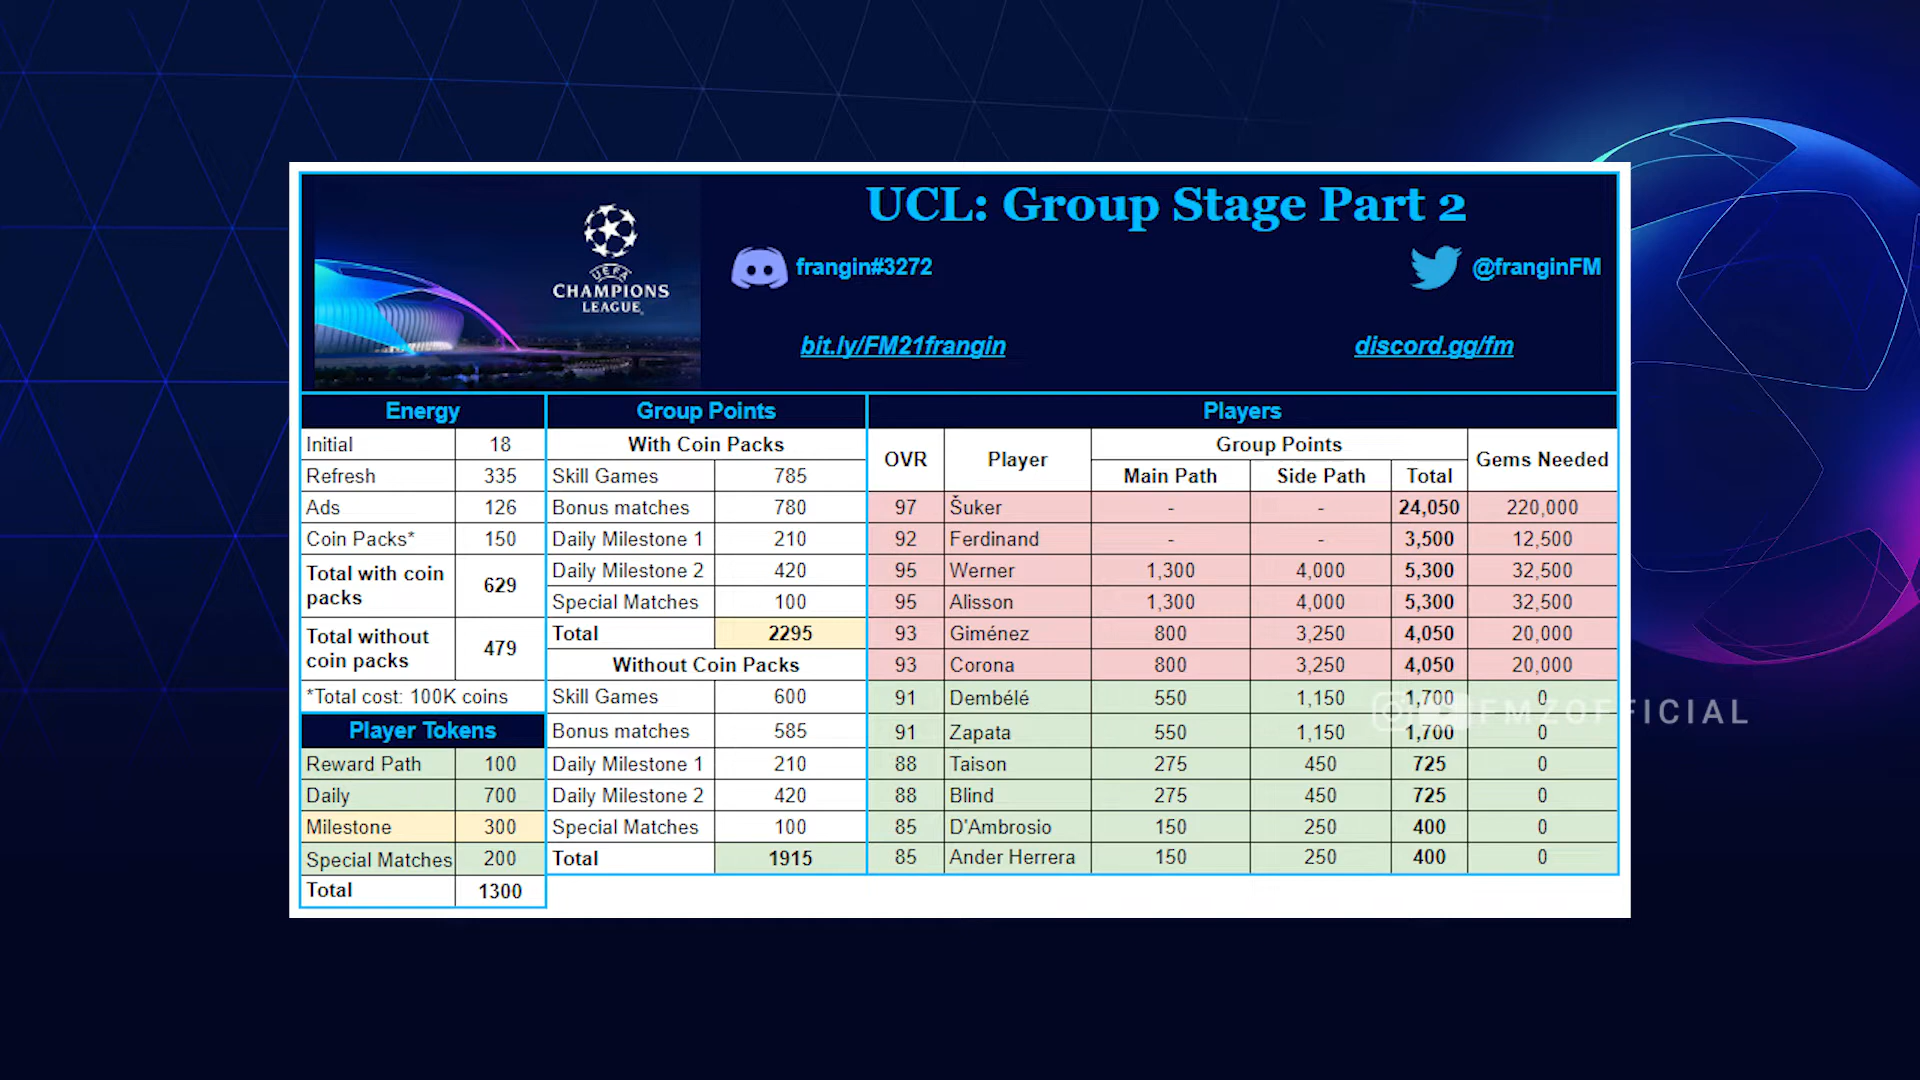 UCL: Group Stage Part 2
UEFA
CHAMPIONS
LEAGUE
frangin#3272
@franginFM
bit.ly/FM21frangin
discord.gg/fm
Energy
Initial 18
Refresh 335
Ads 126
Coin Packs* 150
Total with coin packs 629
Total without coin packs 479
*Total cost: 100K coins
Player Tokens
Reward Path 100
Daily 700
Milestone 300
Special Matches 200
Total 1300
Group Points
With Coin Packs
Skill Games 785
Bonus matches 780
Daily Milestone 1 210
Daily Milestone 2 420
Special Matches 100
Total 2295
Without Coin Packs
Skill Games 600
Bonus matches 585
Daily Milestone 1 210
Daily Milestone 2 420
Special Matches 100
Total 1915
Players
OVR Player Group Points Gems Needed
Main Path Side Path Total
97 Šuker - - 24,050 220,000
92 Ferdinand - - 3,500 12,500
95 Werner 1,300 4,000 5,300 32,500
95 Alisson 1,300 4,000 5,300 32,500
93 Giménez 800 3,250 4,050 20,000
93 Corona 800 3,250 4,050 20,000
91 Dembélé 550 1,150 1,700 0
91 Zapata 550 1,150 1,700 0
88 Taison 275 450 725 0
88 Blind 275 450 725 0
85 D'Ambrosio 150 250 400 0
85 Ander Herrera 150 250 400 0